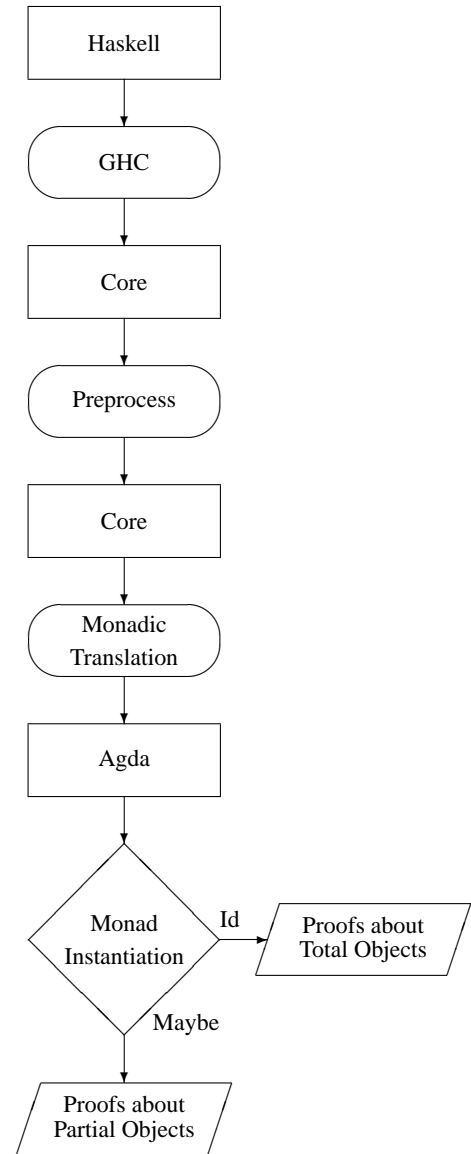 Haskell
GHC
Core
Preprocess
Core
Monadic
Translation
Agda
Monad
Instantiation
Id
Proofs about
Total Objects
Maybe
Proofs about
Partial Objects